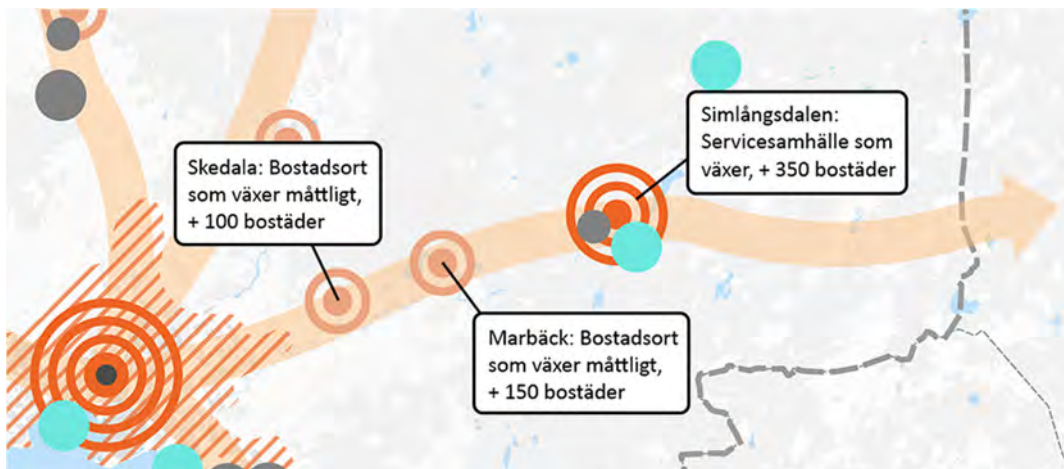 Simlångsdalen:
Servicesamhälle som
växer, + 350 bostäder
Skedala: Bostadsort
som växer måttligt,
+ 100 bostäder
Marbäck: Bostadsort
som växer måttligt,
+ 150 bostäder